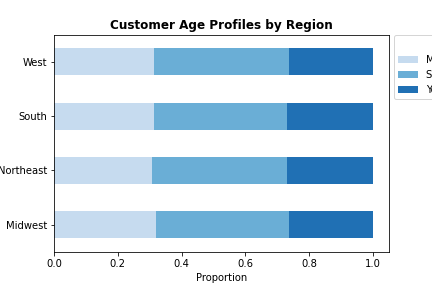 Customer Age Profiles by Region
West
South
Northeast
Midwest
0.0 0.2 0.4 0.6 0.8 1.0
Proportion